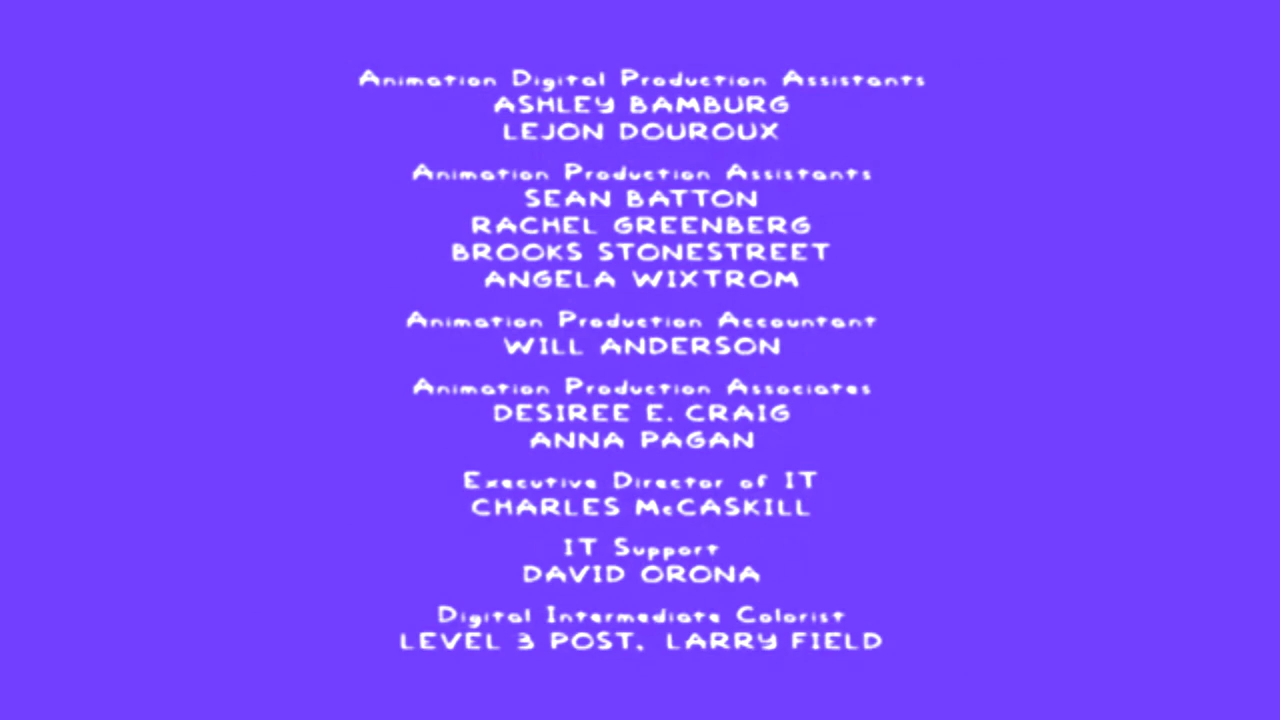 Animation Digital Production Assistants
ASHLEY BAMBURG
LEJON DOUROUX
Animation Production Assistants
SEAN BATTON
RACHEL GREENBERG
BROOKS STONESTREET
ANGELA WIXTROM
Animation Production Accountant
WILL ANDERSON
Animation Production Associates
DESIREE E. CRAIG
ANNA PAGAN
Executive Director of IT
CHARLES McCASKILL
IT Support
DAVID ORONA
Digital Intermediate Colorist
LEVEL 3 POST, LARRY FIELD